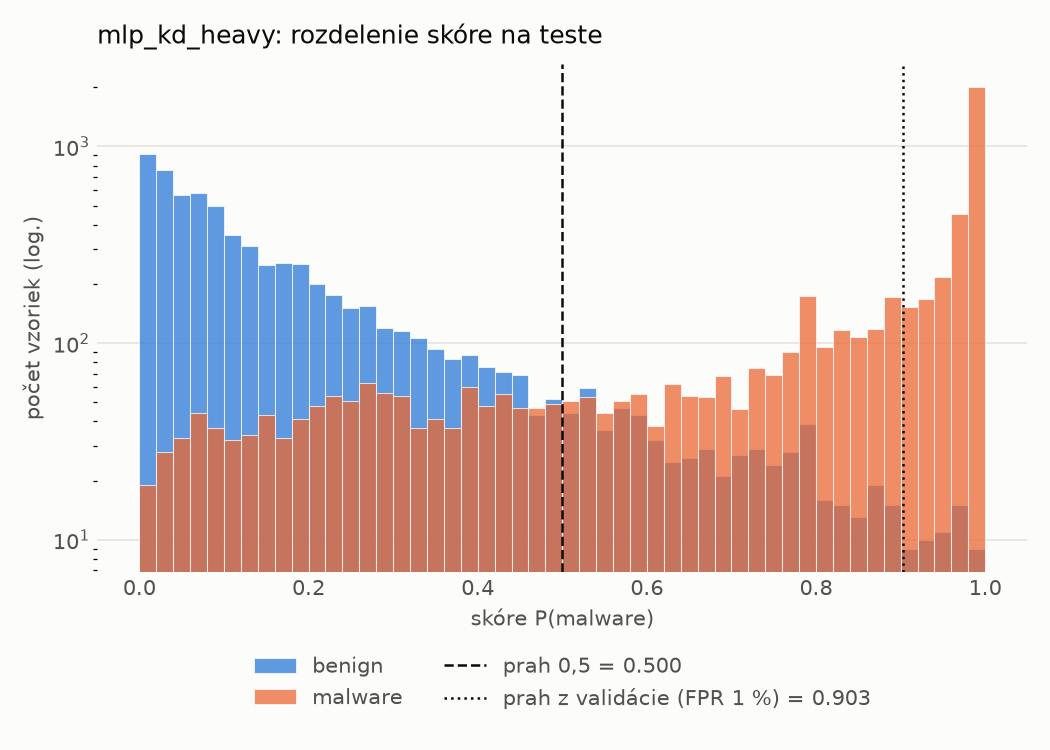 mlp_kd_heavy: rozdelenie skóre na teste
počet vzoriek (log.)
10³
10²
10¹
0.0 0.2 0.4 0.6 0.8 1.0
skóre P(malware)
benign
malware
prah 0,5 = 0.500
prah z validácie (FPR 1 %) = 0.903